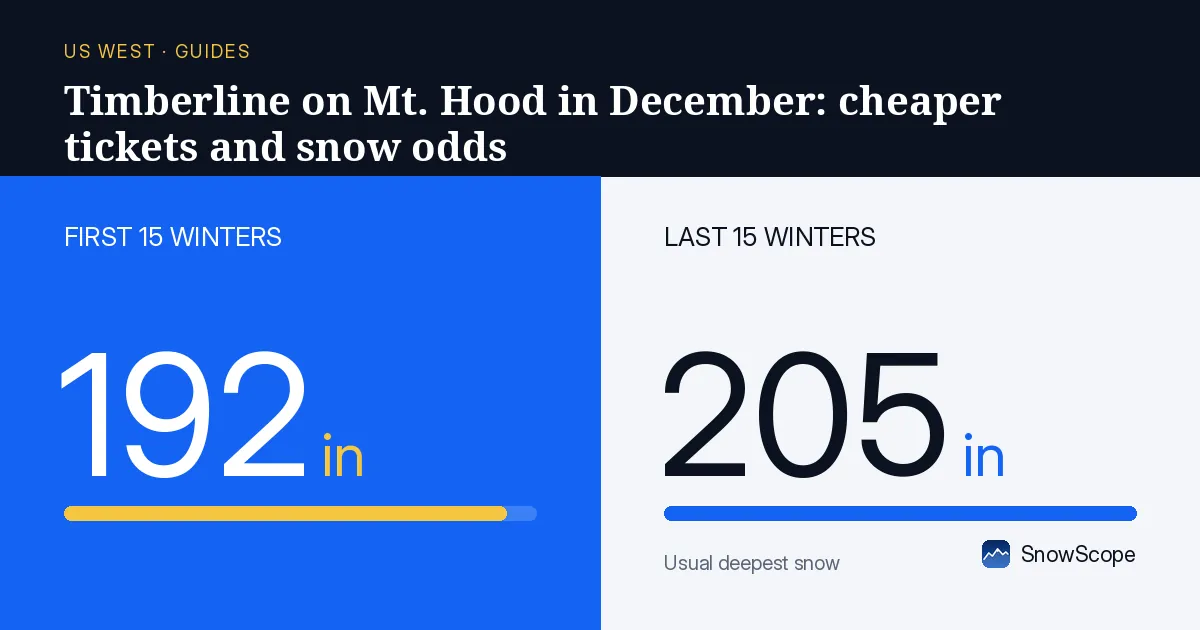 US WEST · GUIDES
Timberline on Mt. Hood in December: cheaper
tickets and snow odds
FIRST 15 WINTERS
192 in
LAST 15 WINTERS
205 in
Usual deepest snow
SnowScope